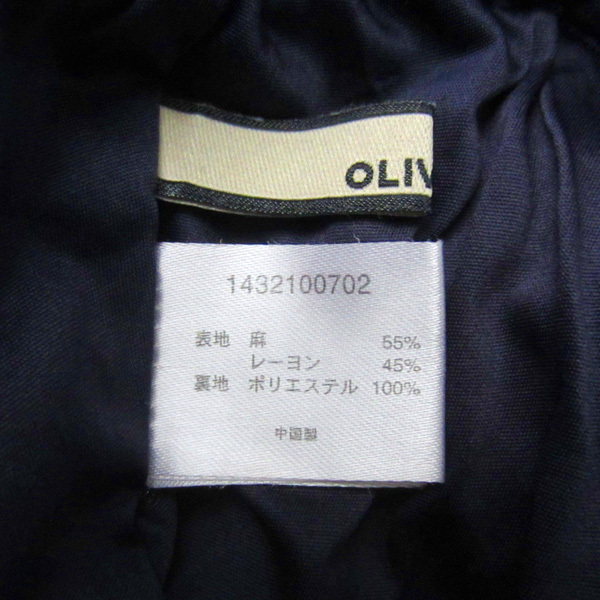 OLIV
1432100702
表地 麻 55%
レーヨン 45%
裏地 ポリエステル 100%
中国製